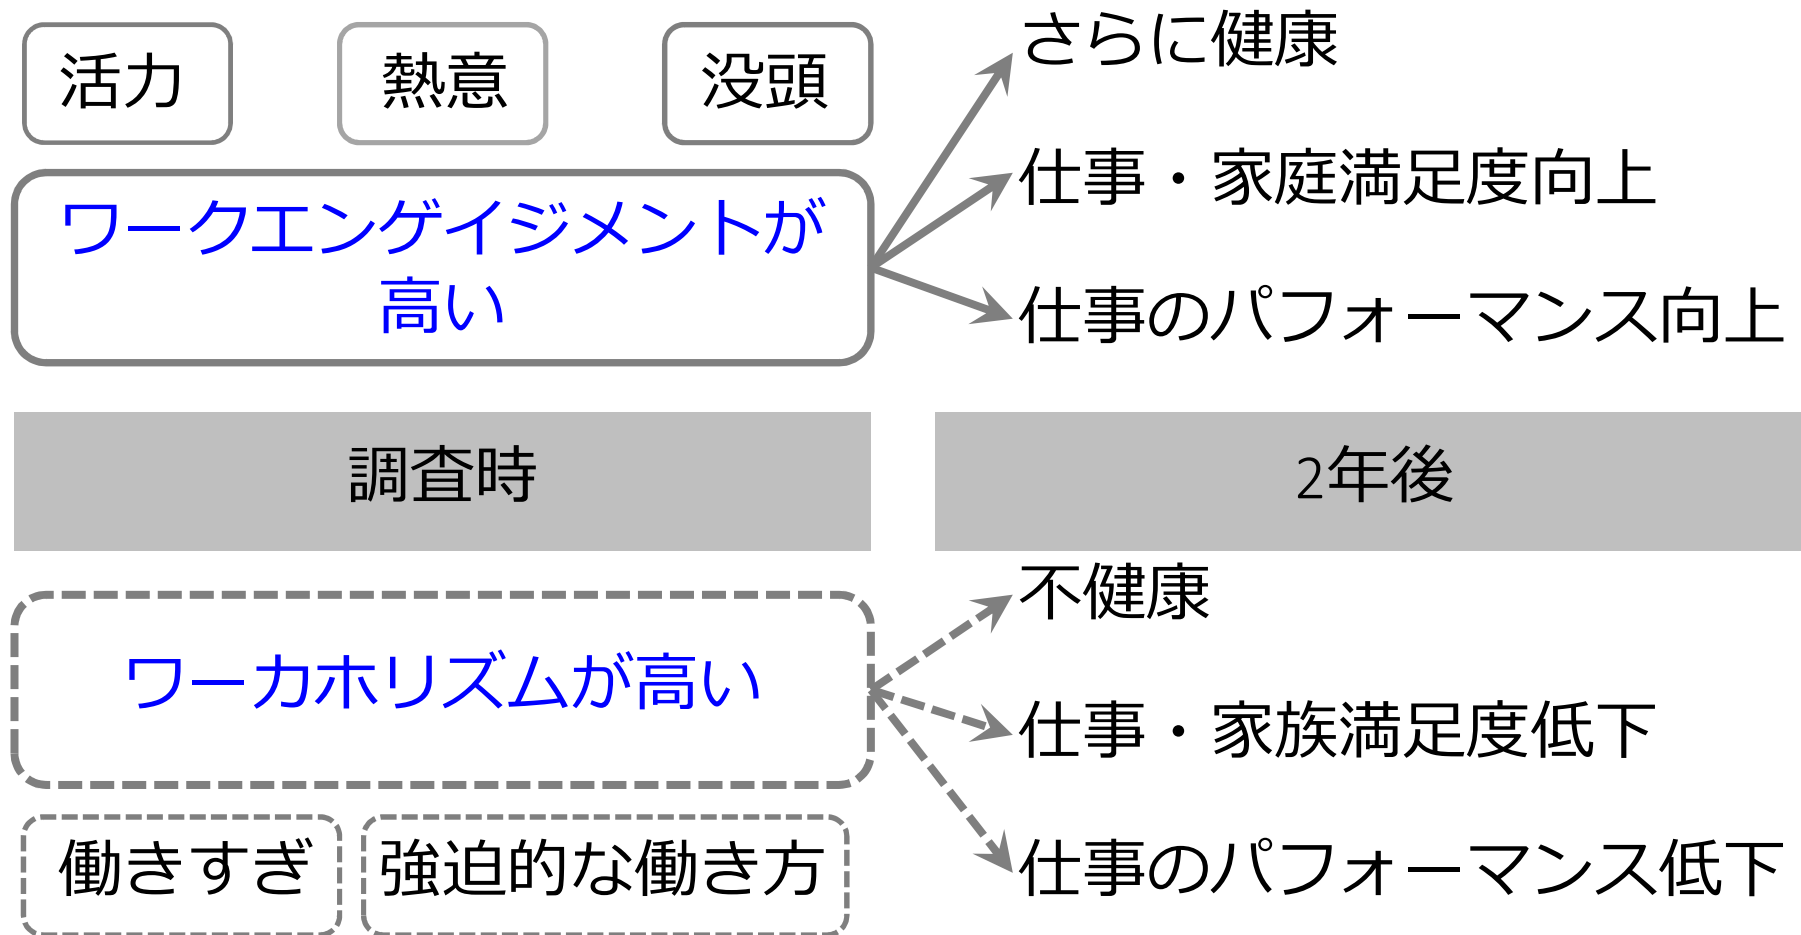 活力
熱意
没頭
ワークエンゲイジメントが
高い
さらに健康
仕事・家庭満足度向上
仕事のパフォーマンス向上
調査時
2年後
ワーカホリズムが高い
不健康
仕事・家族満足度低下
仕事のパフォーマンス低下
働きすぎ
強迫的な働き方